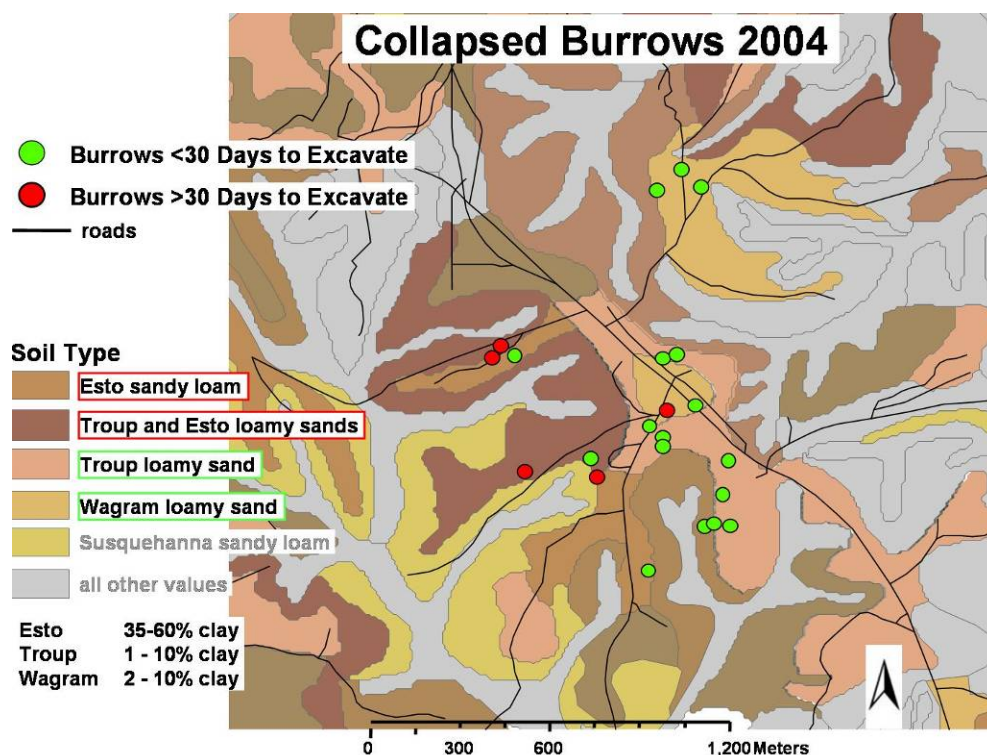 Collapsed Burrows 2004
Burrows <30 Days to Excavate
Burrows >30 Days to Excavate
roads
Soil Type
Esto sandy loam
Troup and Esto loamy sands
Troup loamy sand
Wagram loamy sand
Susquehanna sandy loam
all other values
Esto 35-60% clay
Troup 1 - 10% clay
Wagram 2 - 10% clay
0 300 600 1,200 Meters